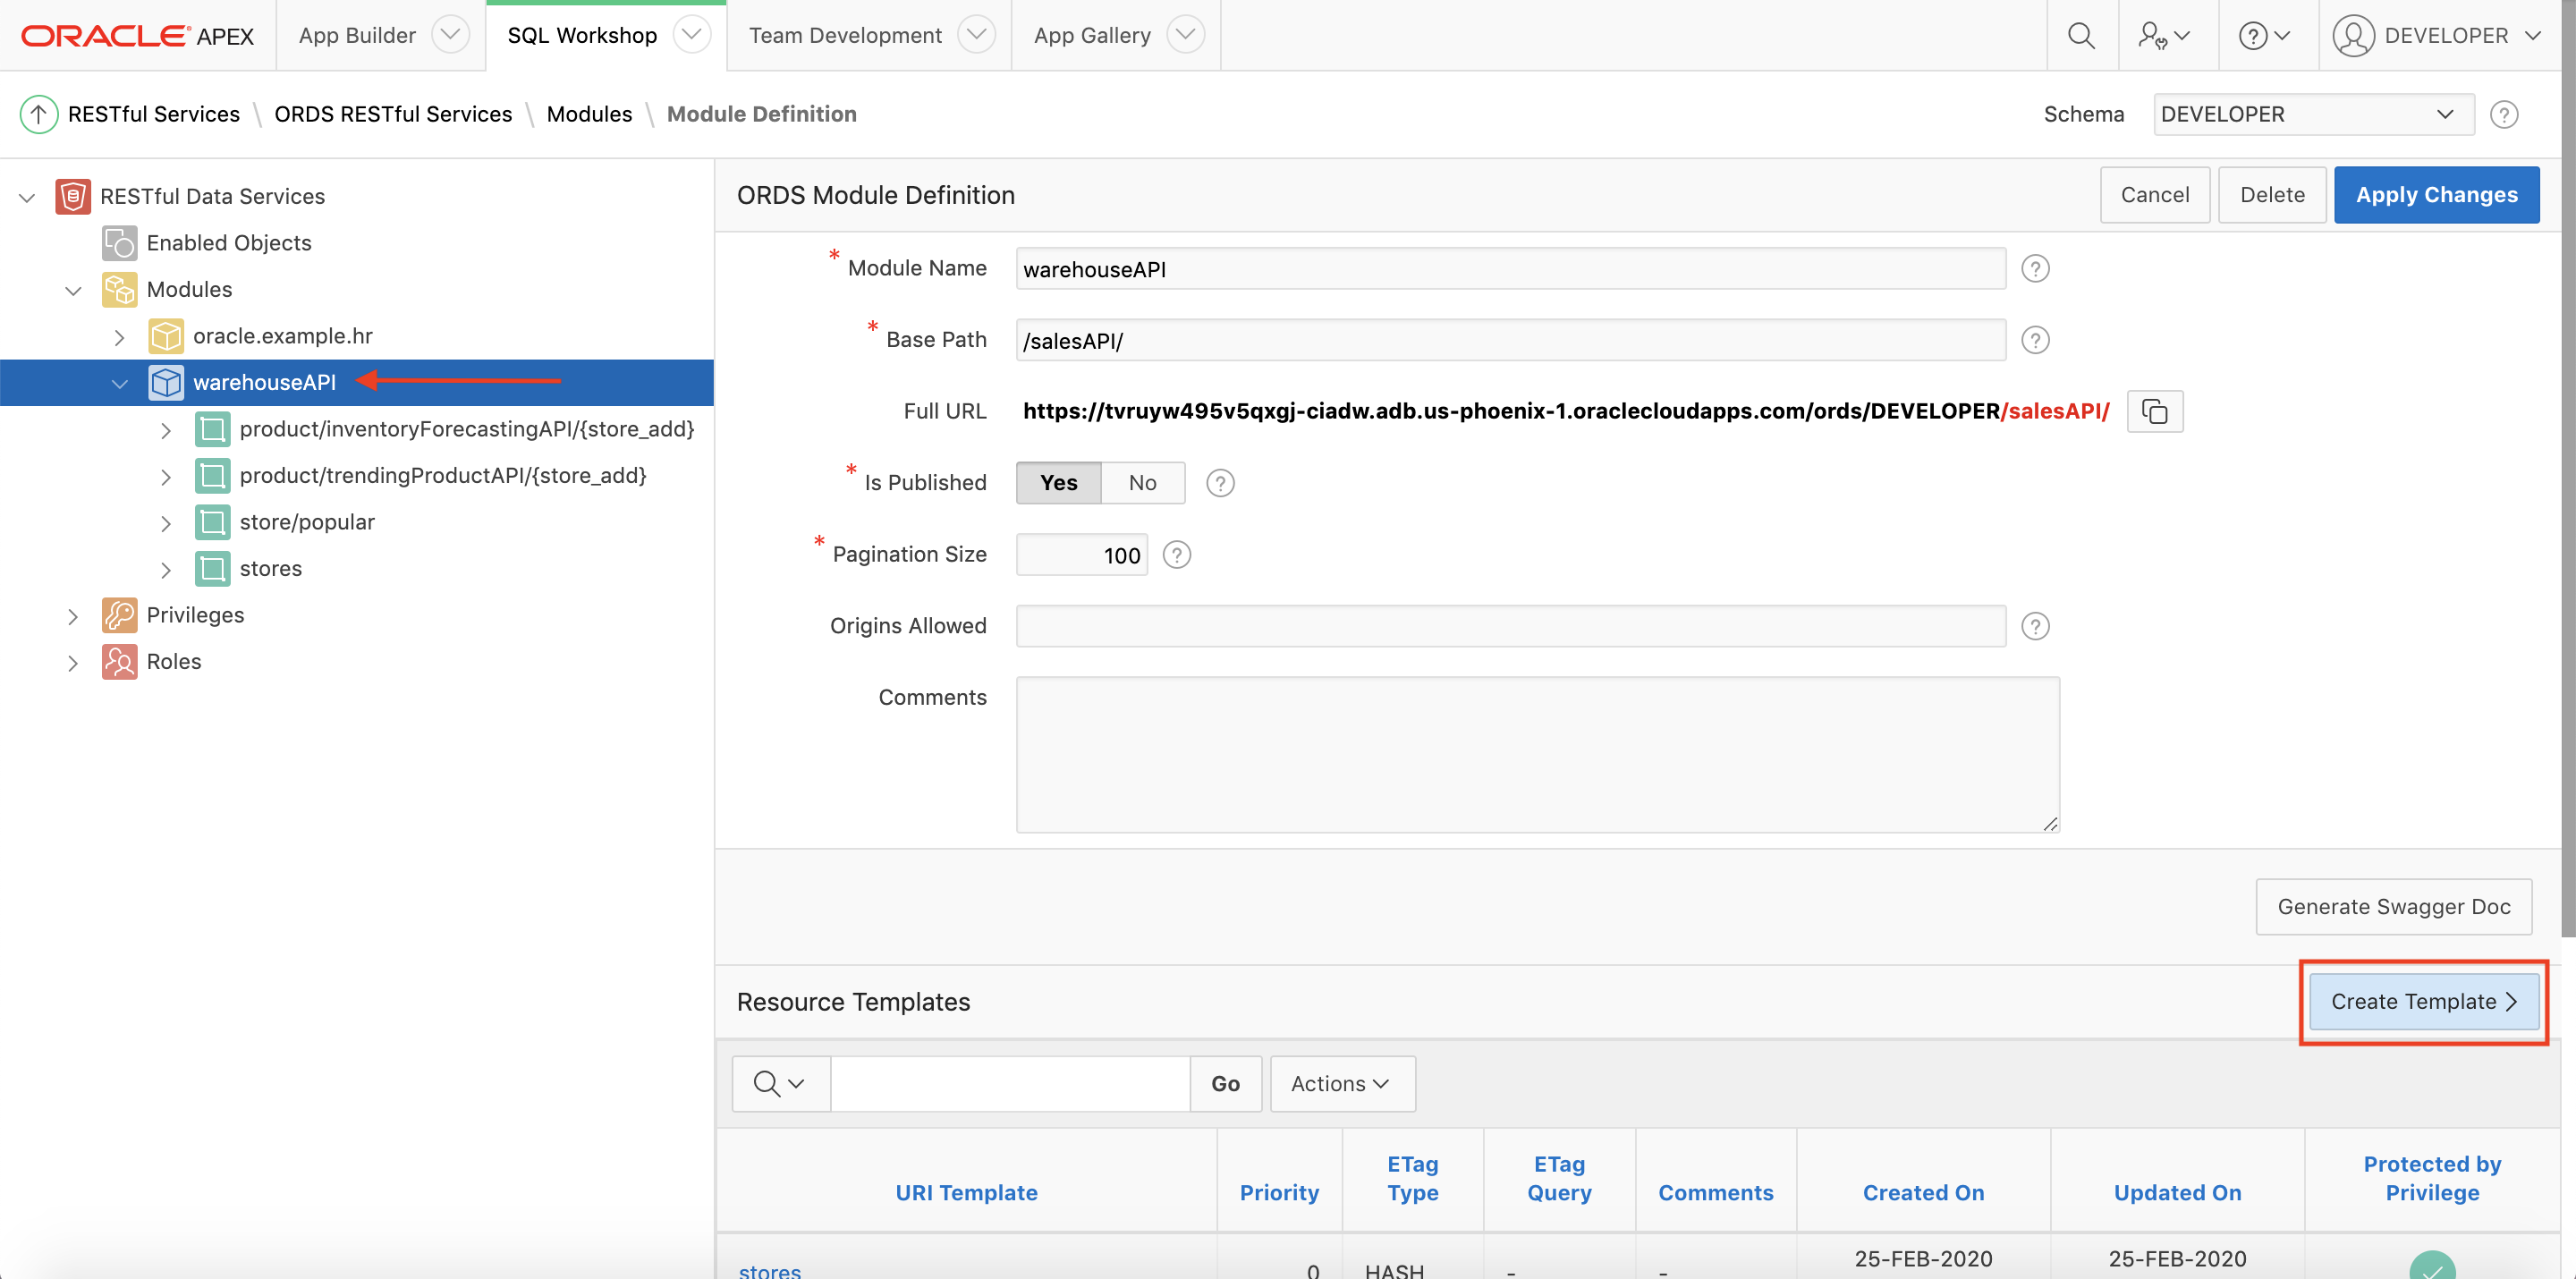 ORACLE APEX App Builder SQL Workshop Team Development App Gallery DEVELOPER
RESTful Services \ ORDS RESTful Services \ Modules \ Module Definition Schema DEVELOPER
RESTful Data Services
Enabled Objects
Modules
oracle.example.hr
warehouseAPI
product/inventoryForecastingAPI/{store_add}
product/trendingProductAPI/{store_add}
store/popular
stores
Privileges
Roles
ORDS Module Definition Cancel Delete Apply Changes
* Module Name warehouseAPI
* Base Path /salesAPI/
Full URL https://tvruyw495v5qxgj-ciadw.adb.us-phoenix-1.oraclecloudapps.com/ords/DEVELOPER/salesAPI/
* Is Published Yes No
* Pagination Size 100
Origins Allowed
Comments
Generate Swagger Doc
Resource Templates Create Template >
Go Actions
URI Template Priority ETag Type ETag Query Comments Created On Updated On Protected by Privilege
stores 0 HASH - - 25-FEB-2020 25-FEB-2020